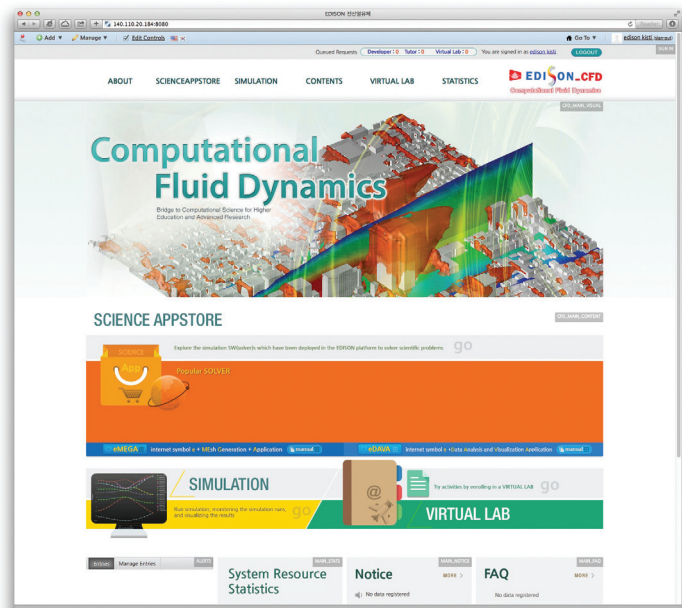 EDISON 전산열유체
140.110.20.184:8080
Reader
Add ▼ Manage ▼ Edit Controls
Go To ▼ edison kisti (sign out)
Queued Requests Developer : 0 Tutor : 0 Virtual Lab : 0 You are signed in as edison kisti LOGOUT
SIGN IN
ABOUT SCIENCEAPPSTORE SIMULATION CONTENTS VIRTUAL LAB STATISTICS
EDISON_CFD
Computational Fluid Dynamics
CFD_MAIN_VISUAL
Computational
Fluid Dynamics
Bridge to Computational Science for Higher
Education and Advanced Research
SCIENCE APPSTORE
CFD_MAIN_CONTENT
Explore the simulation SW(solver)s which have been deployed in the EDISON platform to solver scientific problems go
SCIENCE
App
Popular SOLVER
eMEGA internet symbol e + MEsh Generation + Application manual
eDAVA Internet symbol e +Data Analysis and Visualization Application manual
SIMULATION
Run simulation, monitoring the simulation runs,
and visualizing the results go
@
Try activities by enrolling in a VIRTUAL LAB go
VIRTUAL LAB
Entries Manage Entries ALERTS
MAIN_STATS
System Resource
Statistics
MAIN_NOTICE
Notice MORE >
No data registered
MAIN_FAQ
FAQ MORE >
No data registered